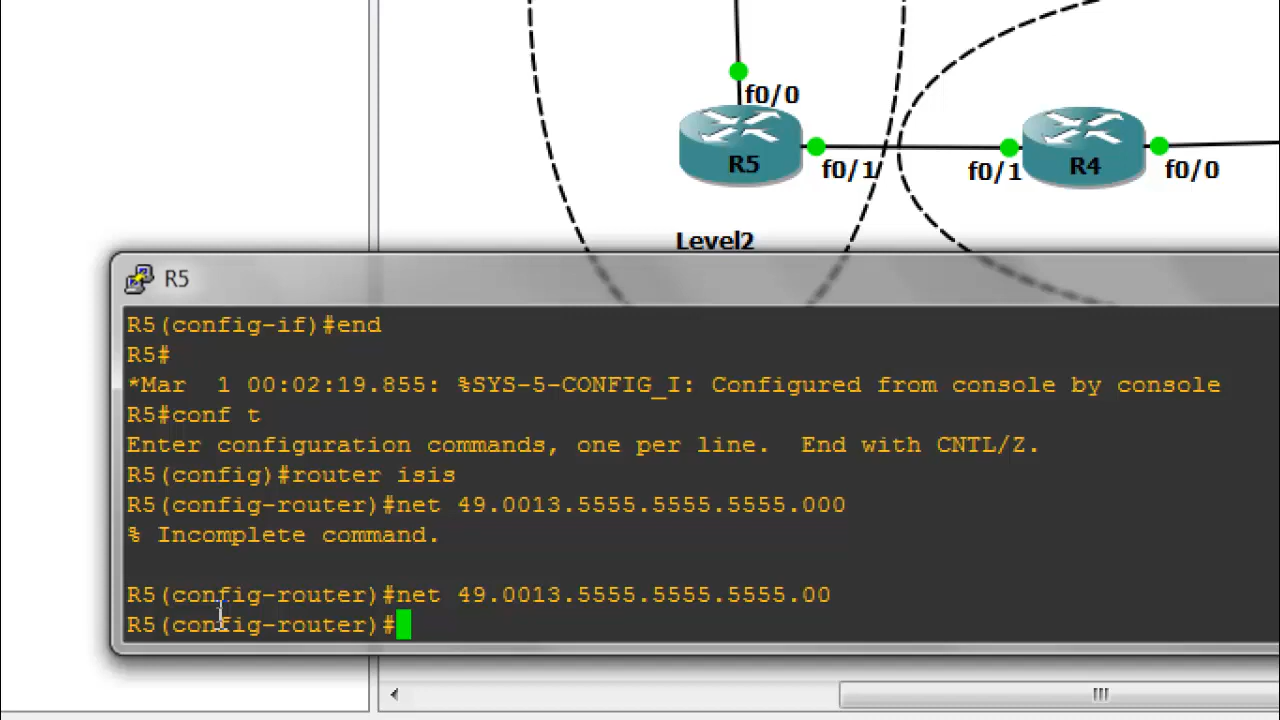 f0/0
R5
f0/1
f0/1
R4
f0/0
Level2
R5
R5(config-if)#end
R5#
*Mar  1 00:02:19.855: %SYS-5-CONFIG_I: Configured from console by console
R5#conf t
Enter configuration commands, one per line.  End with CNTL/Z.
R5(config)#router isis
R5(config-router)#net 49.0013.5555.5555.5555.000
% Incomplete command.
R5(config-router)#net 49.0013.5555.5555.5555.00
R5(config-router)#